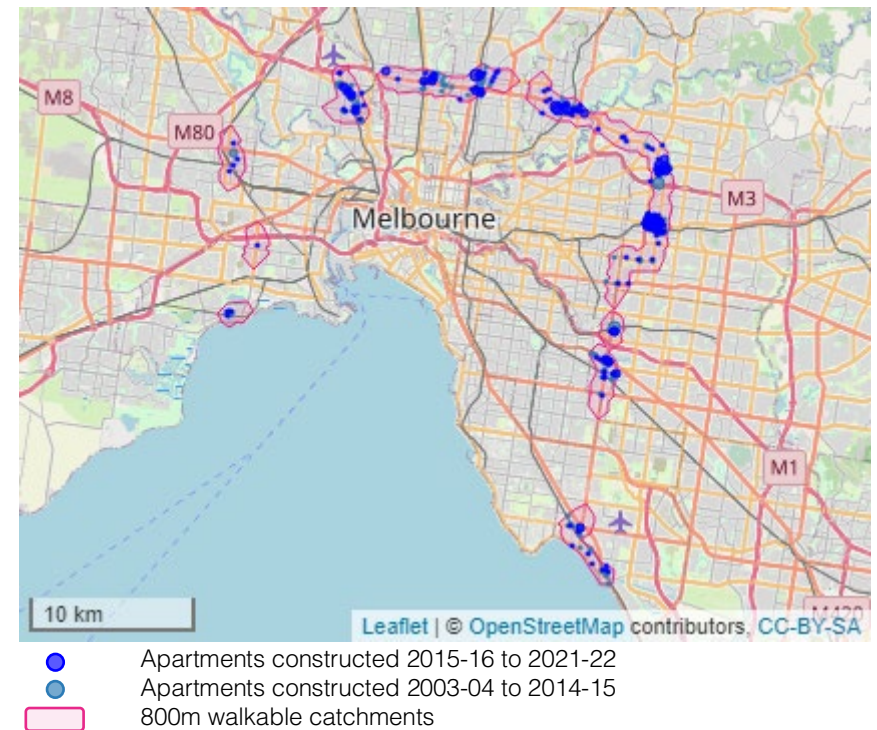 M8
M80
M3
Melbourne
M1
M420
10 km
Leaflet | © OpenStreetMap contributors, CC-BY-SA
Apartments constructed 2015-16 to 2021-22
Apartments constructed 2003-04 to 2014-15
800m walkable catchments